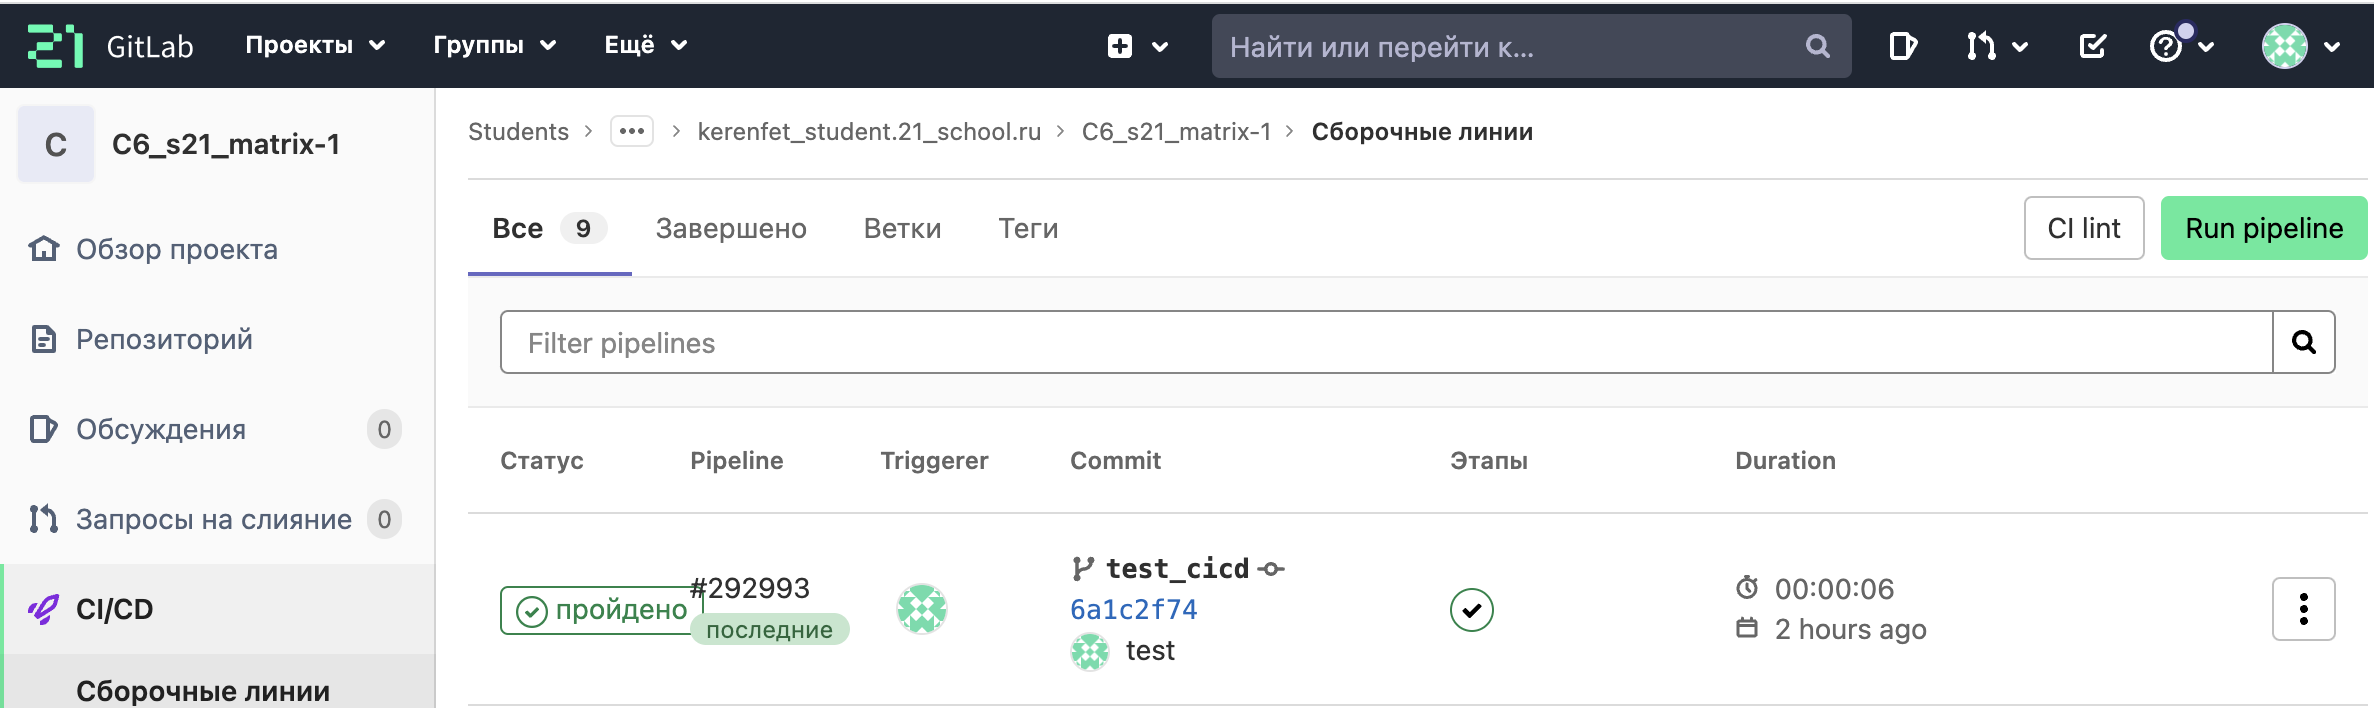 21 GitLab Проекты Группы Ещё Найти или перейти к...
C C6_s21_matrix-1
Обзор проекта
Репозиторий
Обсуждения 0
Запросы на слияние 0
CI/CD
Сборочные линии
Students > ••• > kerenfet_student.21_school.ru > C6_s21_matrix-1 > Сборочные линии
Все 9 Завершено Ветки Теги CI lint Run pipeline
Filter pipelines
Статус Pipeline Triggerer Commit Этапы Duration
пройдено
#292993
последние
test_cicd
6a1c2f74
test
00:00:06
2 hours ago